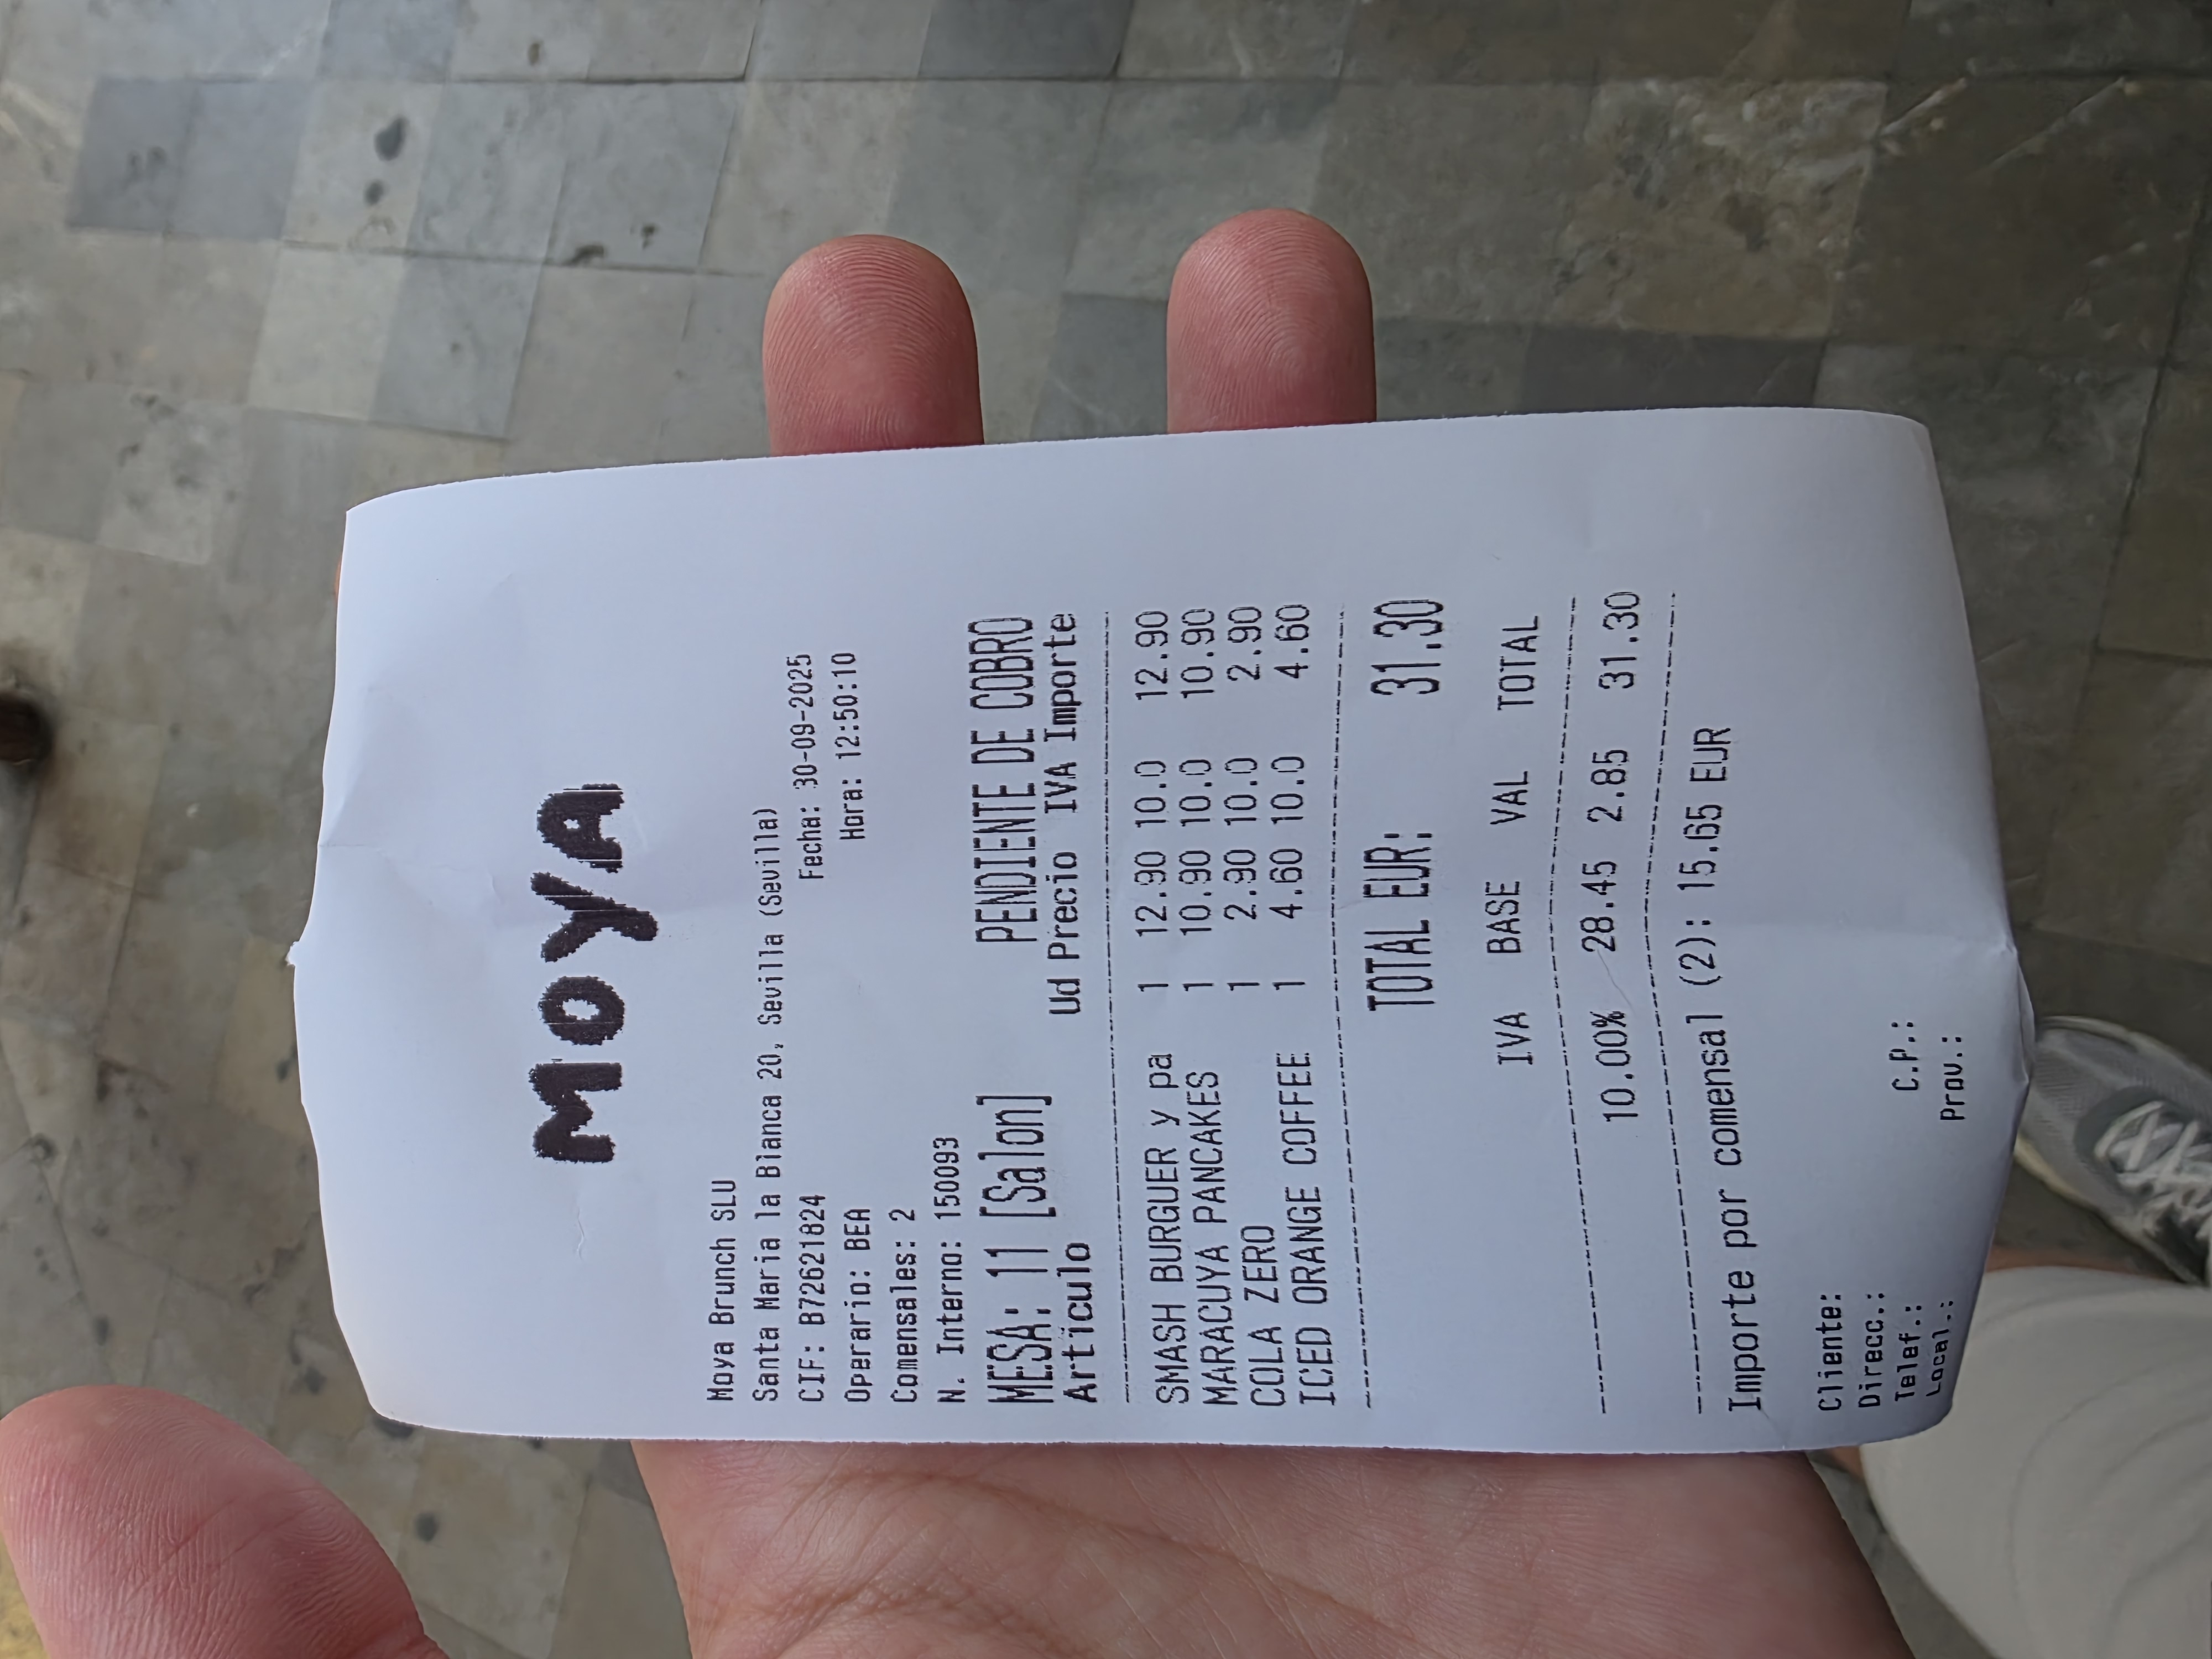 MOYA
Moya Brunch SLU
Santa Maria la Blanca 20, Sevilla (Sevilla)
CIF: B72621824 Fecha: 30-09-2025
Operario: BEA Hora: 12:50:10
Comensales: 2
N. Interno: 150093
MESA: 11 [Salon] PENDIENTE DE COBRO
Artículo Ud Precio IVA Importe
SMASH BURGUER y pa 1 12.90 10.0 12.90
MARACUYA PANCAKES 1 10.90 10.0 10.90
COLA ZERO 1 2.90 10.0 2.90
ICED ORANGE COFFEE 1 4.60 10.0 4.60
TOTAL EUR: 31.30
IVA BASE VAL TOTAL
10.00% 28.45 2.85 31.30
Importe por comensal (2): 15.65 EUR
Cliente:
Direcc.:
Telef.: C.P.:
Local.: Prov.: